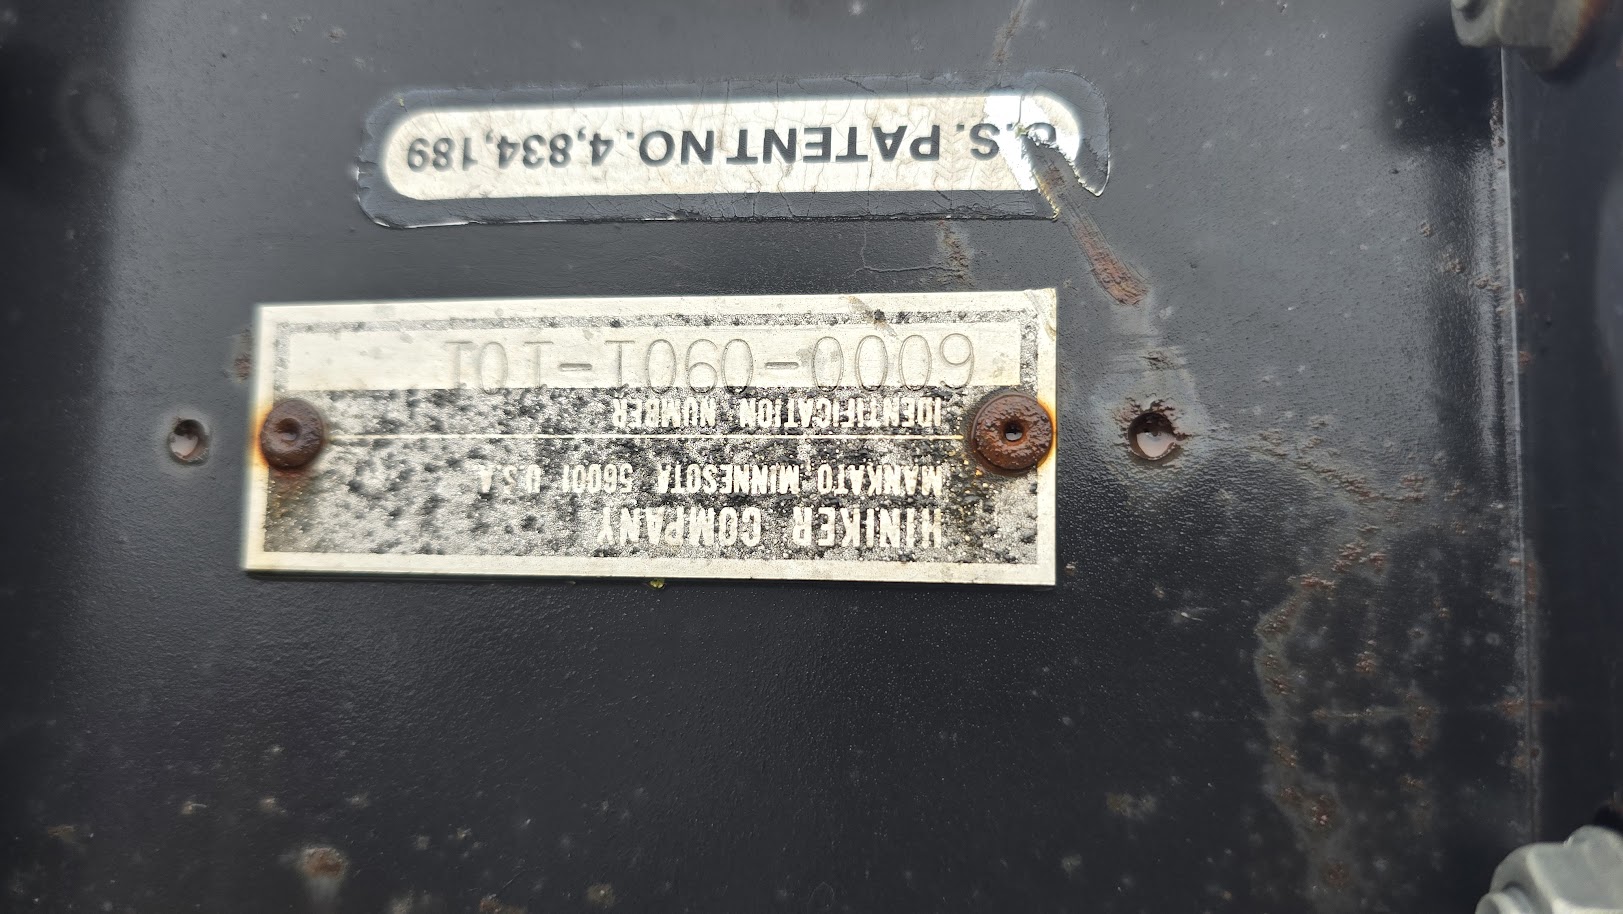 HINIKER COMPANY
MANKATO, MINNESOTA 56001 U.S.A.
IDENTIFICATION NUMBER
6000-0901-101
U.S. PATENT NO. 4,834,189